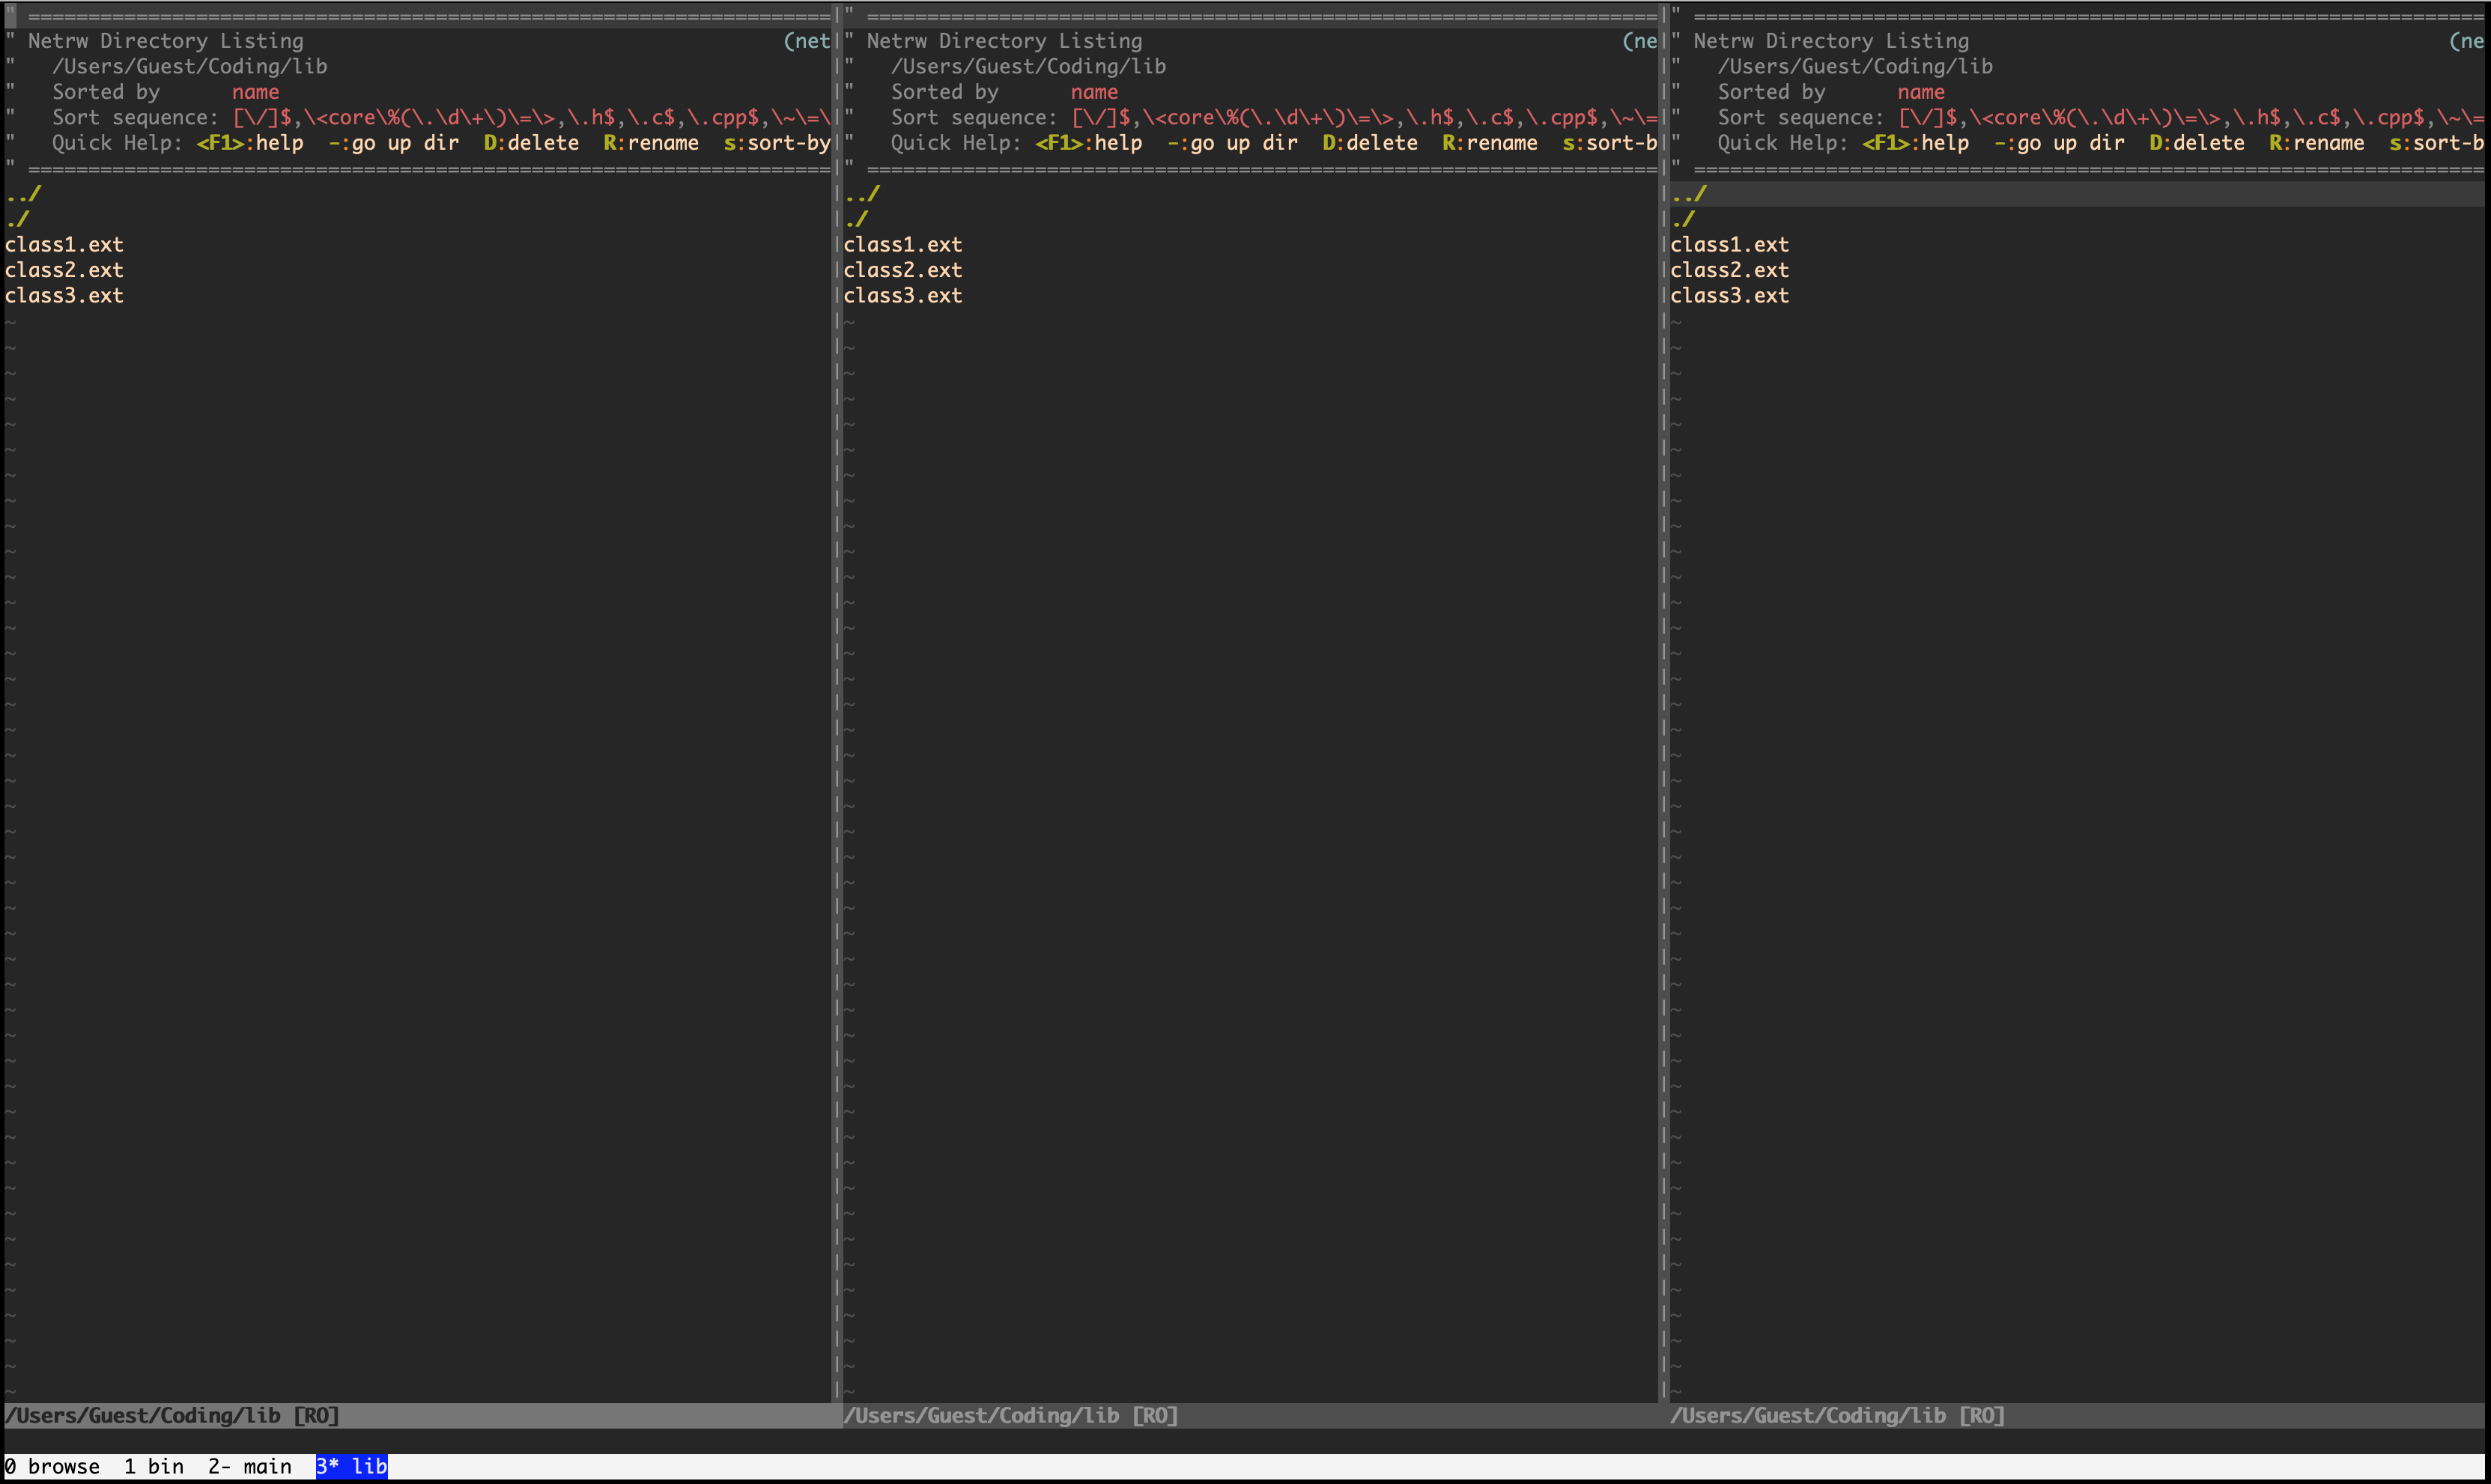 " ===================================================================
" Netrw Directory Listing (net
" /Users/Guest/Coding/lib
" Sorted by name
" Sort sequence: [\/]$,\<core\%(\.\d\+\)\=\>,\.h$,\.c$,\.cpp$,\~\=\
" Quick Help: <F1>:help -:go up dir D:delete R:rename s:sort-by
" ===================================================================
../
./
class1.ext
class2.ext
class3.ext
/Users/Guest/Coding/lib [RO]
" ==================================================================
" Netrw Directory Listing (ne
" /Users/Guest/Coding/lib
" Sorted by name
" Sort sequence: [\/]$,\<core\%(\.\d\+\)\=\>,\.h$,\.c$,\.cpp$,\~\=
" Quick Help: <F1>:help -:go up dir D:delete R:rename s:sort-b
" ==================================================================
../
./
class1.ext
class2.ext
class3.ext
/Users/Guest/Coding/lib [RO]
" ==================================================================
" Netrw Directory Listing (ne
" /Users/Guest/Coding/lib
" Sorted by name
" Sort sequence: [\/]$,\<core\%(\.\d\+\)\=\>,\.h$,\.c$,\.cpp$,\~\=
" Quick Help: <F1>:help -:go up dir D:delete R:rename s:sort-b
" ==================================================================
../
./
class1.ext
class2.ext
class3.ext
/Users/Guest/Coding/lib [RO]
0 browse 1 bin 2- main 3* lib